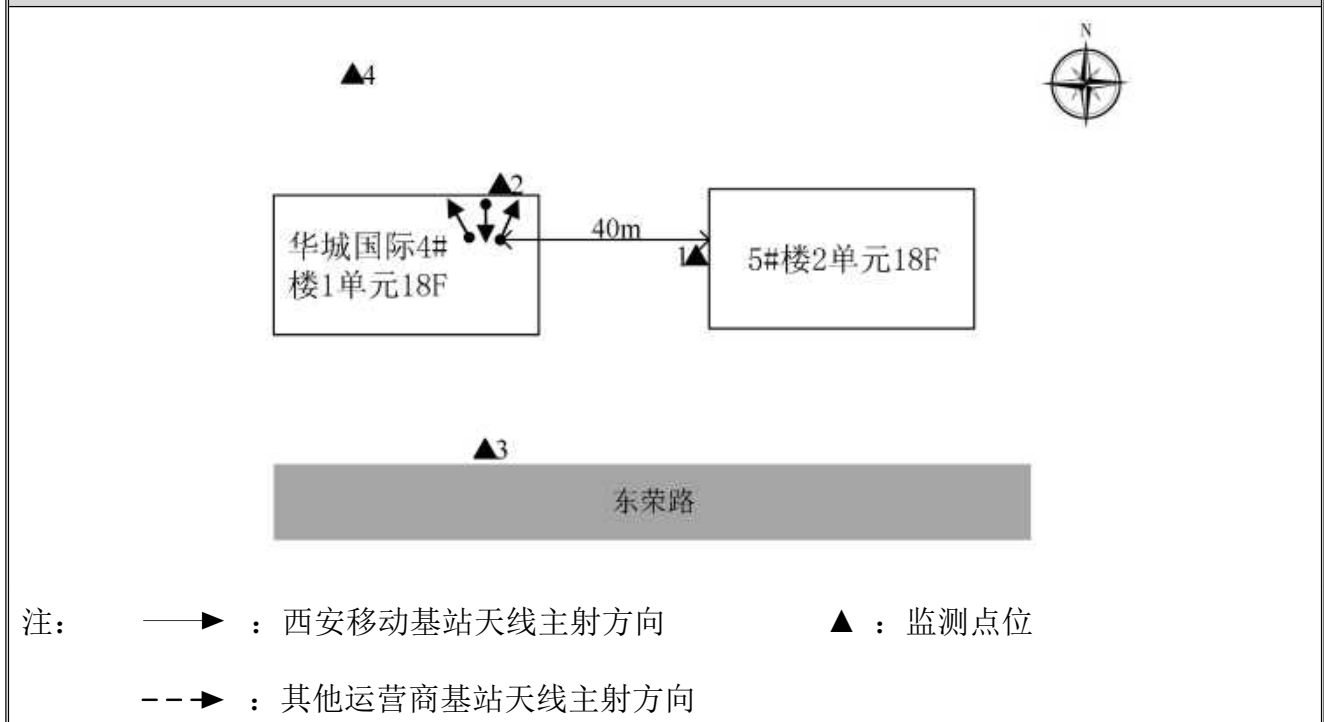 N
▲4
▲2
40m
华城国际4#
楼1单元18F
1▲
5#楼2单元18F
▲3
东荣路
注： ——► ：西安移动基站天线主射方向 ▲ ：监测点位
---► ：其他运营商基站天线主射方向